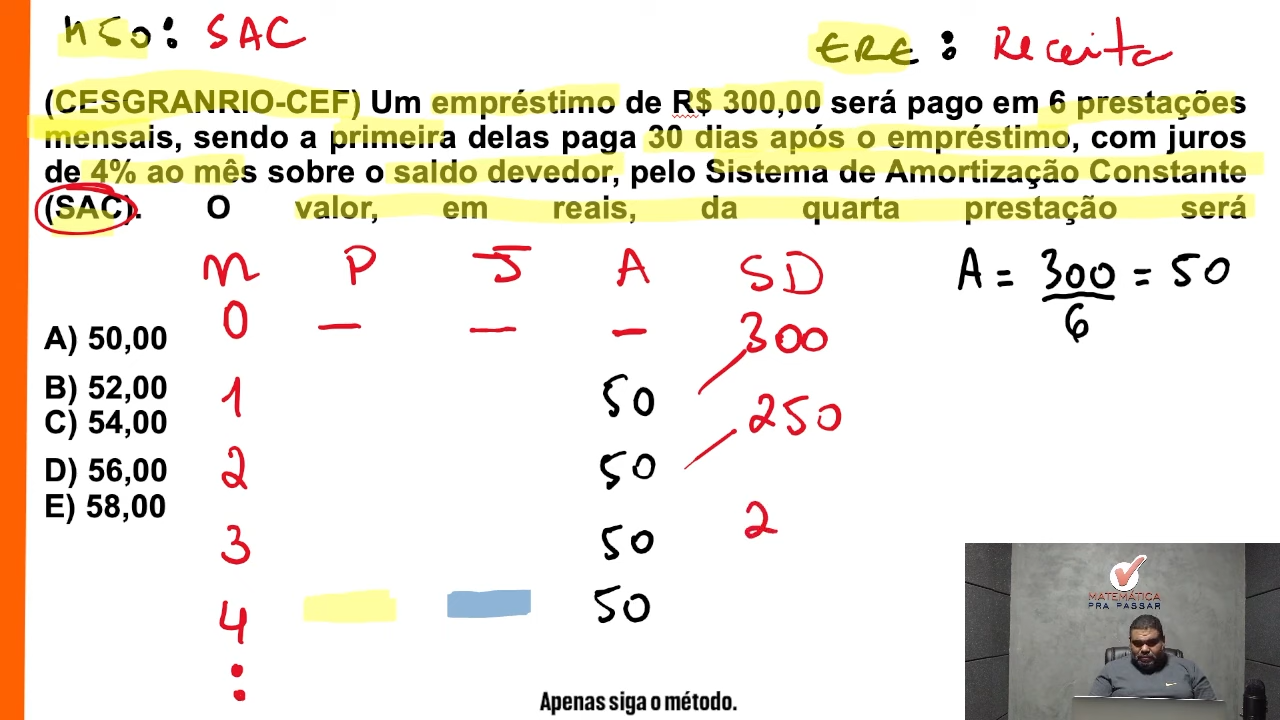 MÉTODO: SAC
ERE: Receita
(CESGRANRIO-CEF) Um empréstimo de R$ 300,00 será pago em 6 prestações
mensais, sendo a primeira delas paga 30 dias após o empréstimo, com juros
de 4% ao mês sobre o saldo devedor, pelo Sistema de Amortização Constante
(SAC). O valor, em reais, da quarta prestação será
n P J A SD
A = 300/6 = 50
0 — — — 300
A) 50,00
B) 52,00
1 50 250
C) 54,00
D) 56,00
2 50
E) 58,00
3 50 2
4 50
MATEMÁTICA
PRA PASSAR
Apenas siga o método.